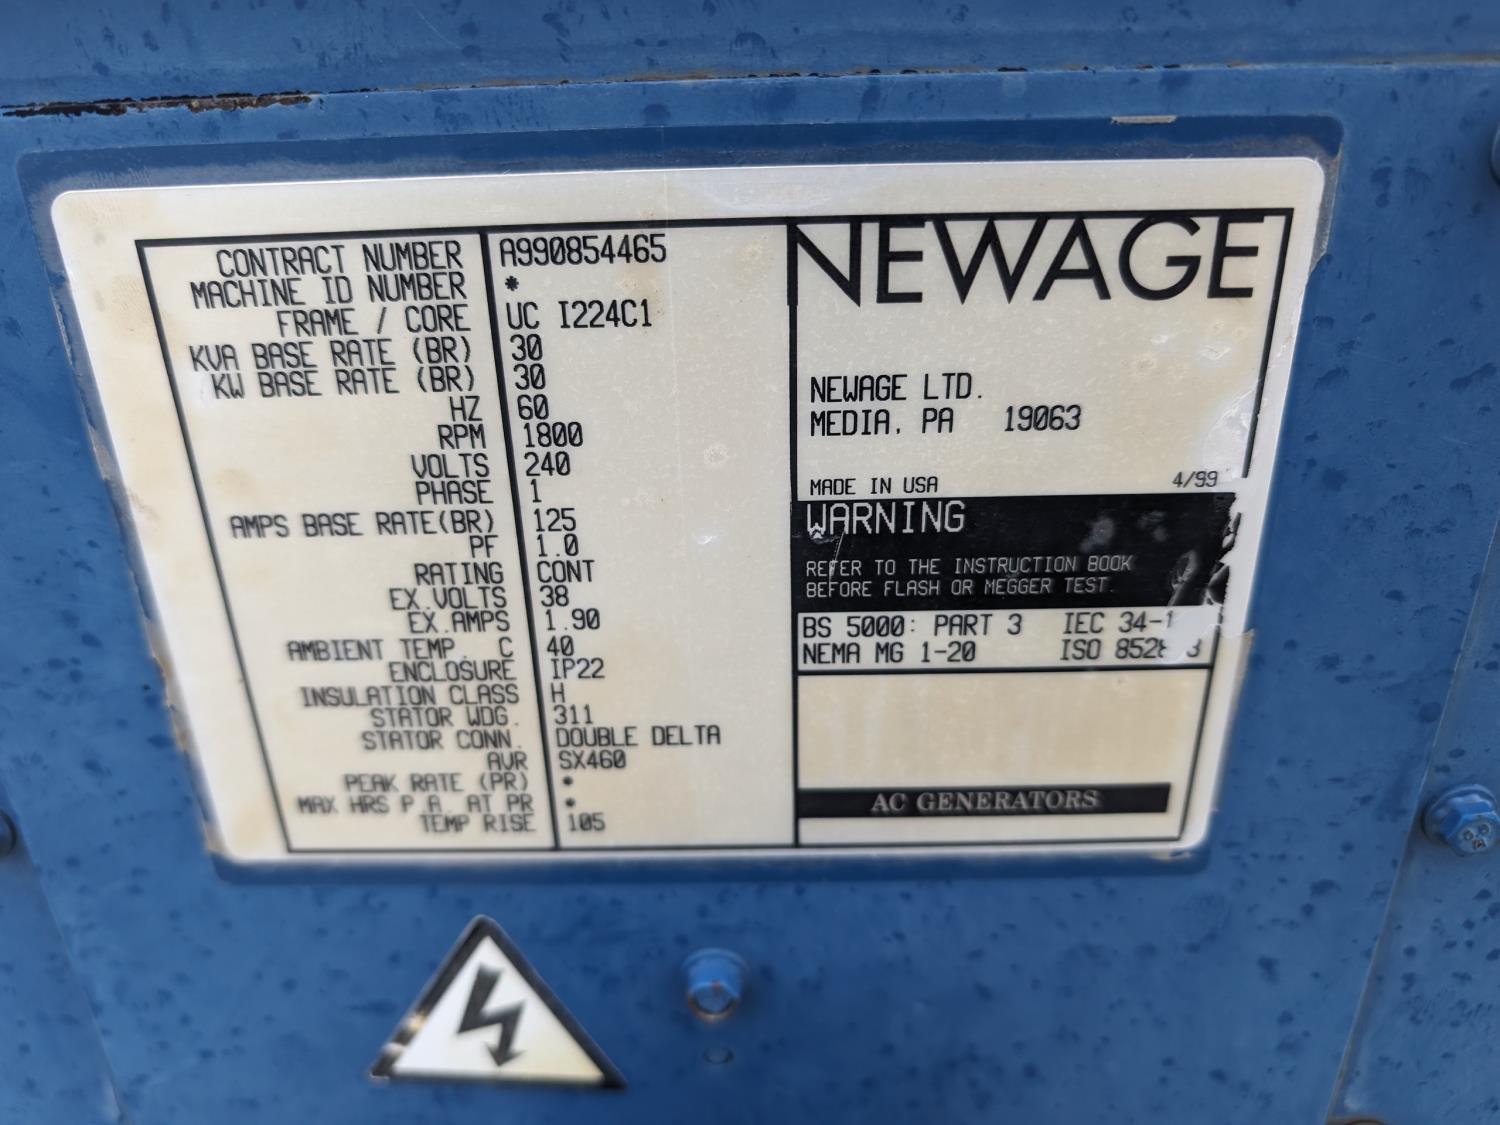 CONTRACT NUMBER A990854465
MACHINE ID NUMBER *
FRAME / CORE UC I224C1
KVA BASE RATE (BR) 30
KW BASE RATE (BR) 30
HZ 60
RPM 1800
VOLTS 240
PHASE 1
AMPS BASE RATE(BR) 125
PF 1.0
RATING CONT
EX.VOLTS 38
EX.AMPS 1.90
AMBIENT TEMP. C 40
ENCLOSURE IP22
INSULATION CLASS H
STATOR WDG. 311
STATOR CONN. DOUBLE DELTA
AVR SX460
PEAK RATE (PR) *
MAX HRS P.A. AT PR *
TEMP RISE 105
NEWAGE
NEWAGE LTD.
MEDIA, PA 19063
MADE IN USA 4/99
WARNING
REFER TO THE INSTRUCTION BOOK
BEFORE FLASH OR MEGGER TEST.
BS 5000: PART 3 IEC 34-1
NEMA MG 1-20 ISO
AC GENERATORS